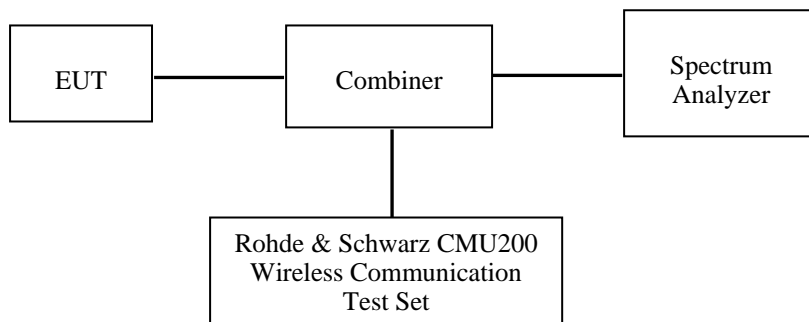 EUT
Combiner
Spectrum
Analyzer
Rohde & Schwarz CMU200
Wireless Communication
Test Set